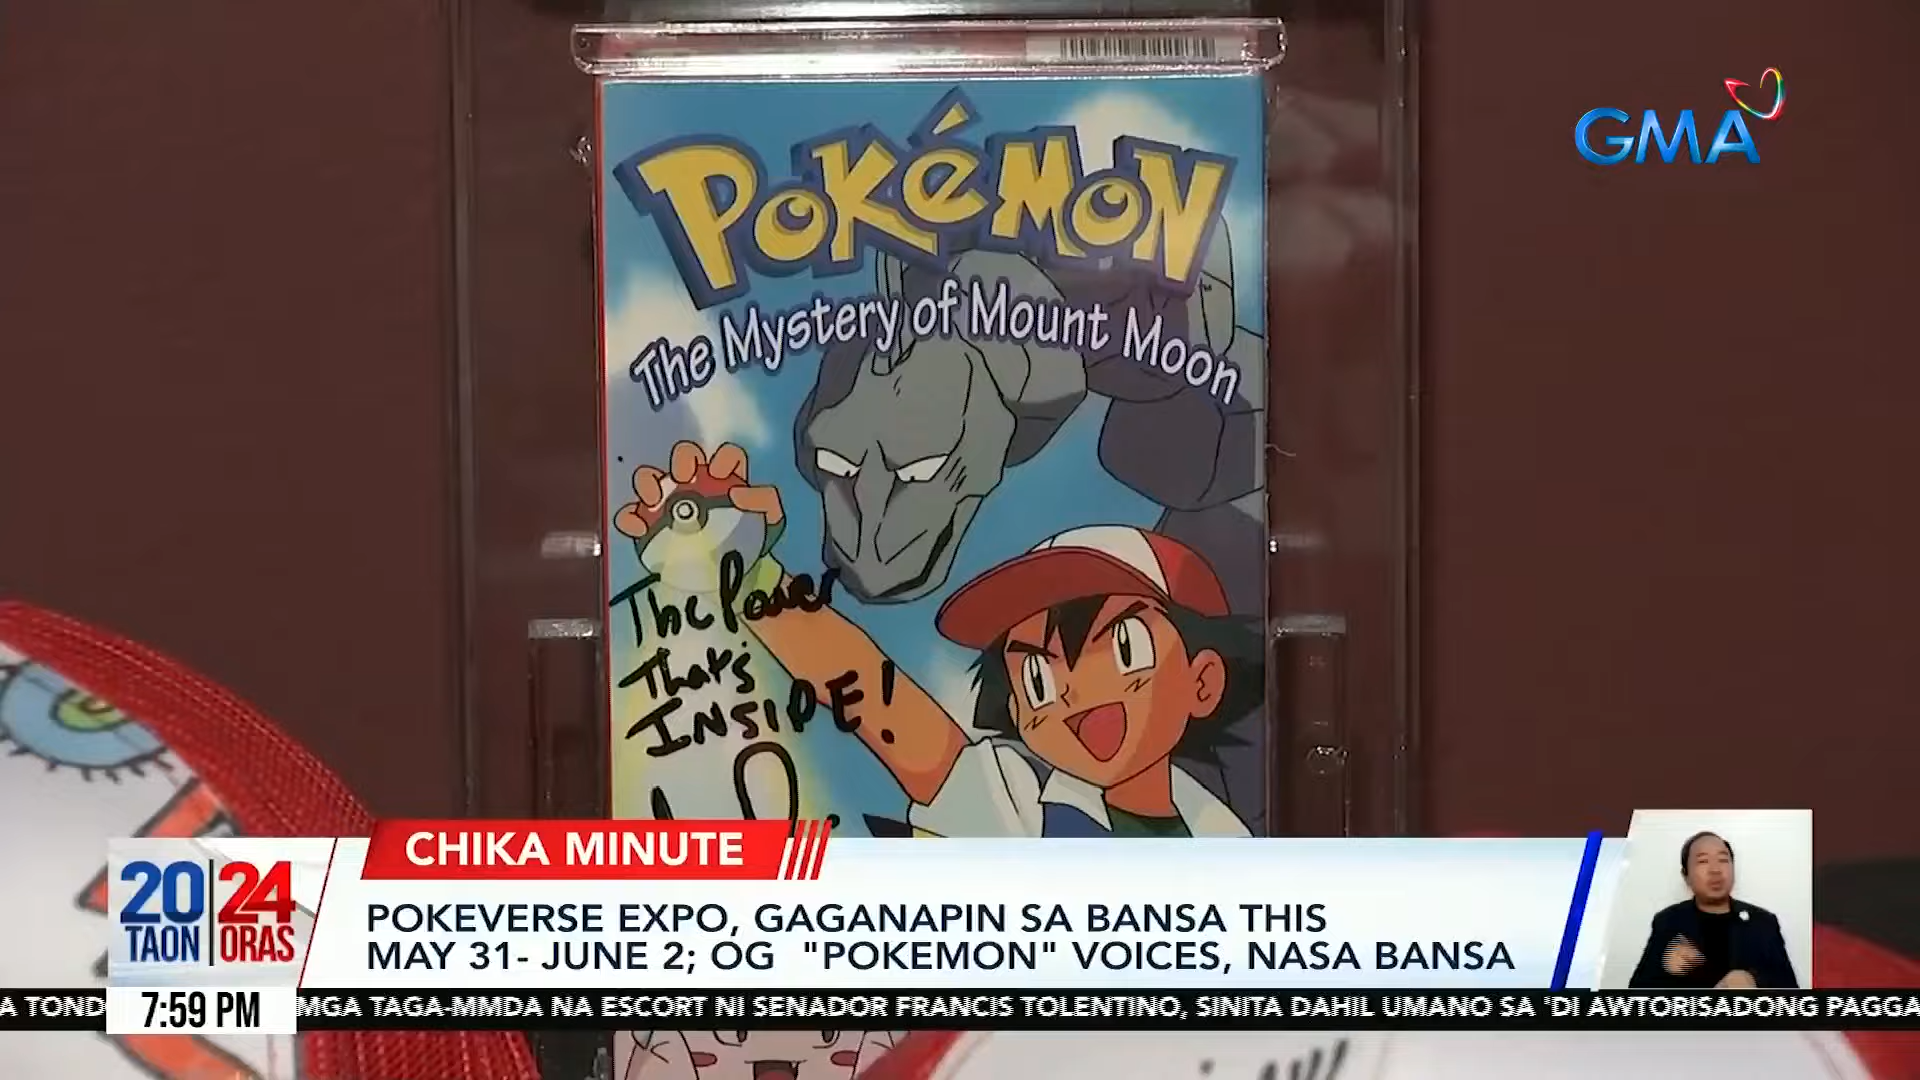 GMA
POKéMON
The Mystery of Mount Moon
The Power
That's
INSIDE!
CHIKA MINUTE
20 TAON
24 ORAS
POKEVERSE EXPO, GAGANAPIN SA BANSA THIS
MAY 31- JUNE 2; OG "POKEMON" VOICES, NASA BANSA
7:59 PM
A TOND
MGA TAGA-MMDA NA ESCORT NI SENADOR FRANCIS TOLENTINO, SINITA DAHIL UMANO SA 'DI AWTORISADONG PAGGA